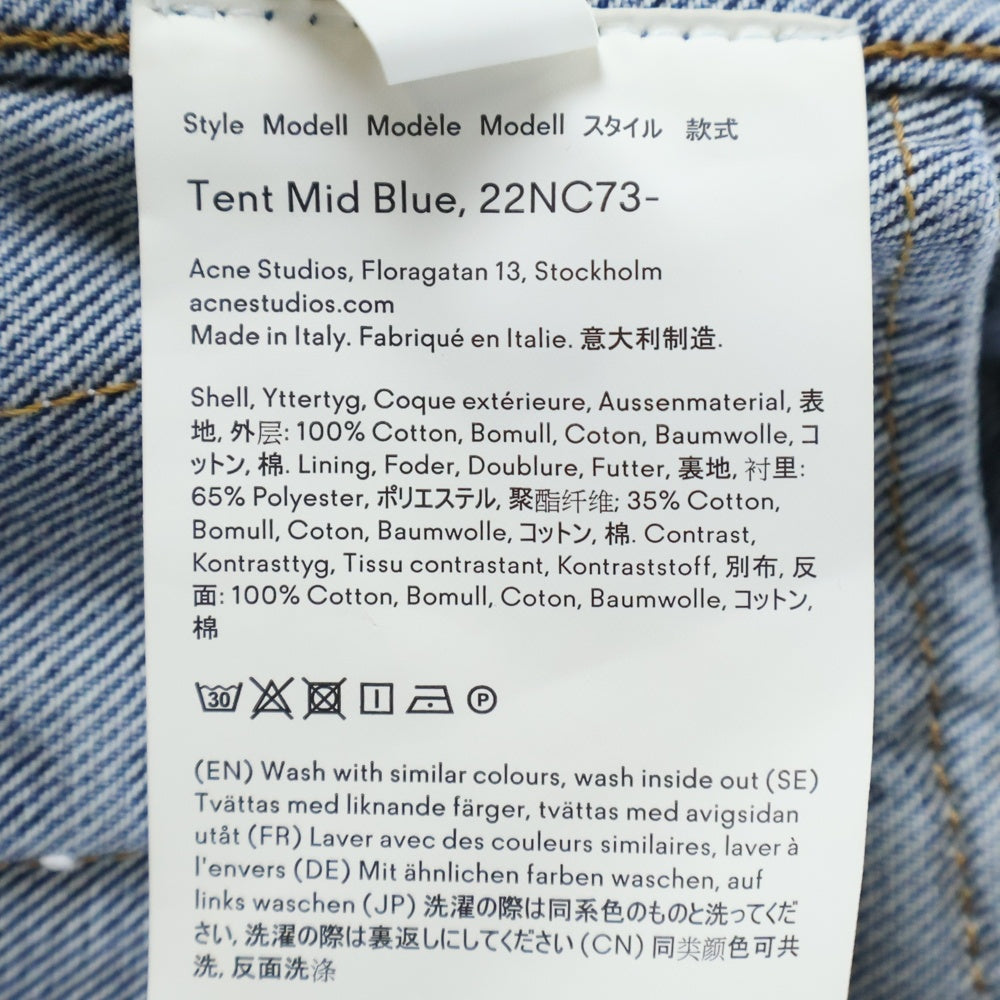 Style Modell Modèle Modell スタイル 款式
Tent Mid Blue, 22NC73-
Acne Studios, Floragatan 13, Stockholm
acnestudios.com
Made in Italy. Fabriqué en Italie. 意大利制造.
Shell, Yttertyg, Coque extérieure, Aussenmaterial, 表
地, 外层: 100% Cotton, Bomull, Coton, Baumwolle, コ
ットン, 棉. Lining, Foder, Doublure, Futter, 裏地, 衬里:
65% Polyester, ポリエステル, 聚酯纤维; 35% Cotton,
Bomull, Coton, Baumwolle, コットン, 棉. Contrast,
Kontrasttyg, Tissu contrastant, Kontraststoff, 別布, 反
面: 100% Cotton, Bomull, Coton, Baumwolle, コットン,
棉
30 P
(EN) Wash with similar colours, wash inside out (SE)
Tvättas med liknande färger, tvättas med avigsidan
utåt (FR) Laver avec des couleurs similaires, laver à
l'envers (DE) Mit ähnlichen farben waschen, auf
links waschen (JP) 洗濯の際は同系色のものと洗ってくだ
さい, 洗濯の際は裏返しにしてください (CN) 同类颜色可共
洗, 反面洗涤